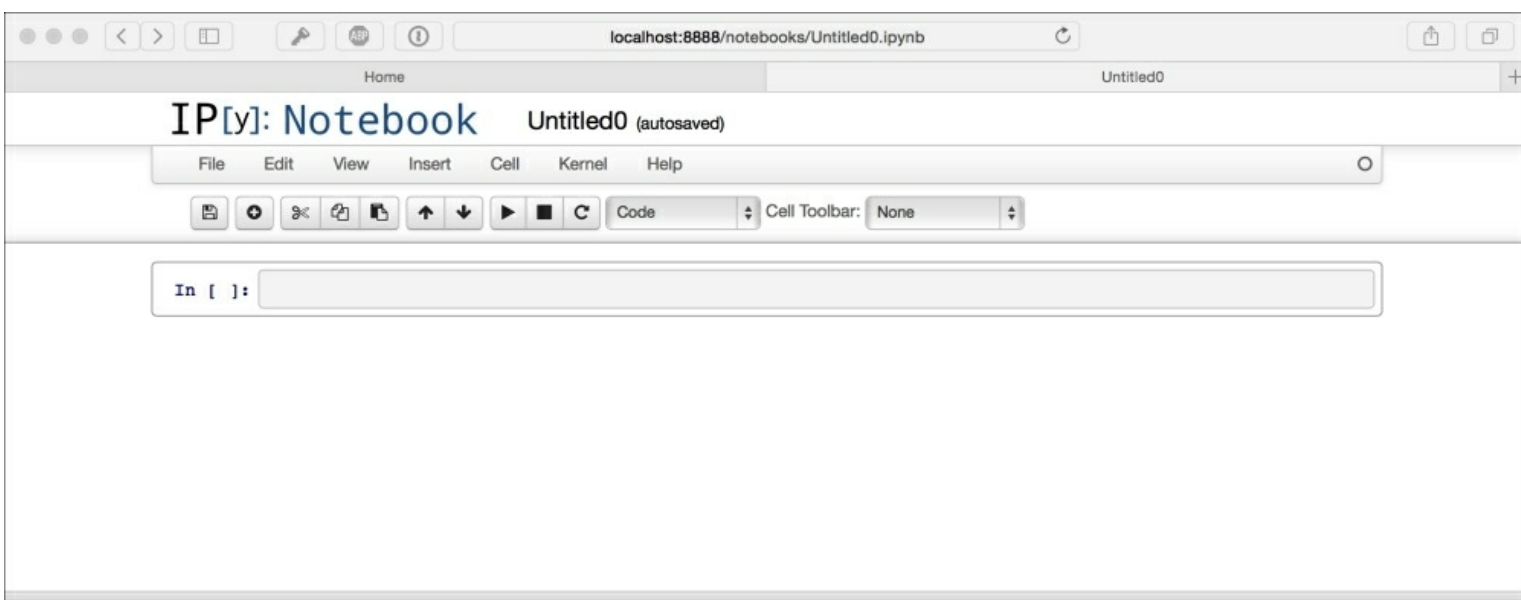 ABP localhost:8888/notebooks/Untitled0.ipynb
Home Untitled0 +
IP[y]: Notebook Untitled0 (autosaved)
File Edit View Insert Cell Kernel Help
Code Cell Toolbar: None
In [ ]: